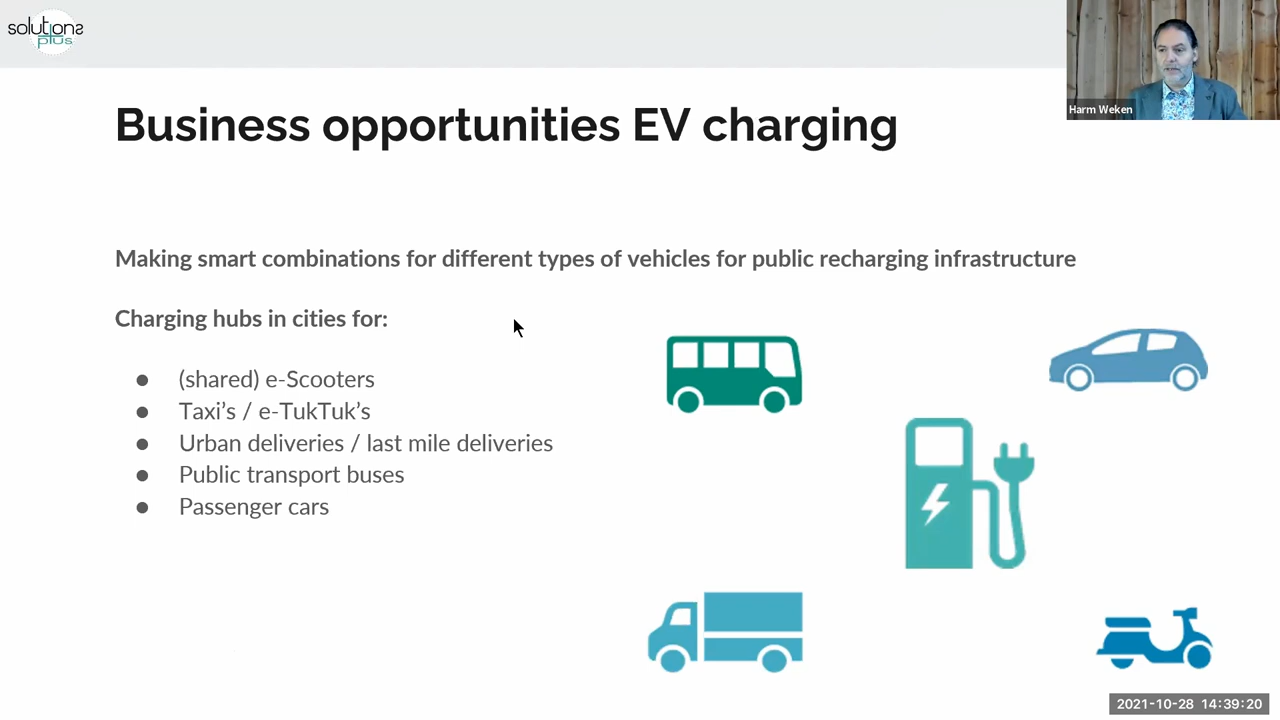 solutions
plus
Harm Weken
Business opportunities EV charging
Making smart combinations for different types of vehicles for public recharging infrastructure
Charging hubs in cities for:
● (shared) e-Scooters
● Taxi’s / e-TukTuk’s
● Urban deliveries / last mile deliveries
● Public transport buses
● Passenger cars
2021-10-28 14:39:20